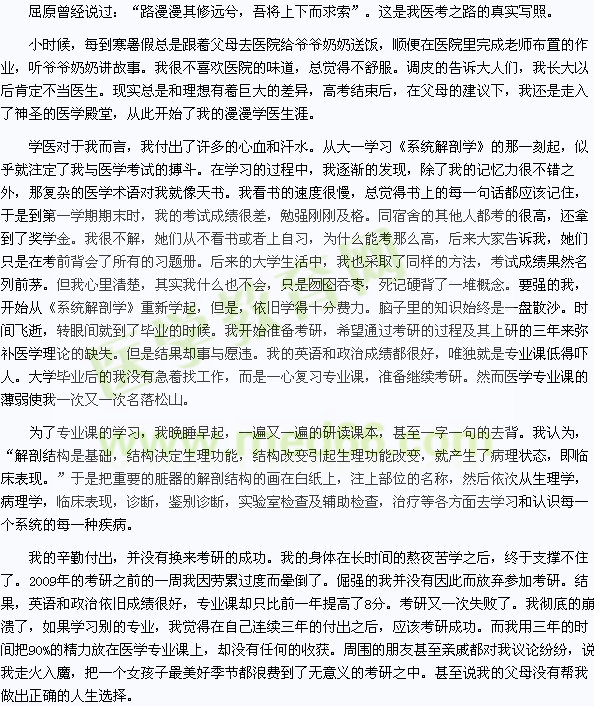 屈原曾经说过：“路漫漫其修远兮，吾将上下而求索”。这是我医考之路的真实写照。
小时候，每到寒暑假总是跟着父母去医院给爷爷奶奶送饭，顺便在医院里完成老师布置的作
业，听爷爷奶奶讲故事。我很不喜欢医院的味道，总觉得不舒服。调皮的告诉大人们，我长大以
后肯定不当医生。现实总是和理想有着巨大的差异，高考结束后，在父母的建议下，我还是走入
了神圣的医学殿堂，从此开始了我的漫漫学医生涯。
学医对于我而言，我付出了许多的心血和汗水。从大一学习《系统解剖学》的那一刻起，似
乎就注定了我与医学考试的搏斗。在学习的过程中，我逐渐的发现，除了我的记忆力很不错之
外，那复杂的医学术语对我就像天书。我看书的速度很慢，总觉得书上的每一句话都应该记住，
于是到第一学期期末时，我的考试成绩很差，勉强刚刚及格。同宿舍的其他人都考的很高，还拿
到了奖学金。我很不解，她们从不看书或者上自习，为什么能考那么高，后来大家告诉我，她们
只是在考前背会了所有的习题册。后来的大学生活中，我也采取了同样的方法，考试成绩果然名
列前茅。但我心里清楚，其实我什么也不会，只是囫囵吞枣，死记硬背了一堆概念。要强的我，
开始从《系统解剖学》重新学起，但是，依旧学得十分费力。脑子里的知识始终是一盘散沙。时
间飞逝，转眼间就到了毕业的时候。我开始准备考研，希望通过考研的过程及其上研的三年来弥
补医学理论的缺失。但是结果却事与愿违。我的英语和政治成绩都很好，唯独就是专业课低得吓
人。大学毕业后的我没有急着找工作，而是一心复习专业课，准备继续考研。然而医学专业课的
薄弱使我一次又一次名落松山。
为了专业课的学习，我晚睡早起，一遍又一遍的研读课本，甚至一字一句的去背。我认为，
“解剖结构是基础，结构决定生理功能，结构改变引起生理功能改变，就产生了病理状态，即临
床表现。”于是把重要的脏器的解剖结构的画在白纸上，注上部位的名称，然后依次从生理学，
病理学，临床表现，诊断，鉴别诊断，实验室检查及辅助检查，治疗等各方面去学习和认识每一
个系统的每一种疾病。
我的辛勤付出，并没有换来考研的成功。我的身体在长时间的熬夜苦学之后，终于支撑不住
了。2009年的考研之前的一周我因劳累过度而晕倒了。倔强的我并没有因此而放弃参加考研。结
果，英语和政治依旧成绩很好，专业课却只比前一年提高了8分。考研又一次失败了。我彻底的崩
溃了，如果学习别的专业，我觉得在自己连续三年的付出之后，应该考研成功。而我用三年的时
间把90%的精力放在医学专业课上，却没有任何的收获。周围的朋友甚至亲戚都对我议论纷纷，说
我走火入魔，把一个女孩子最美好季节都浪费到了无意义的考研之中。甚至说我的父母没有帮我
做出正确的人生选择。